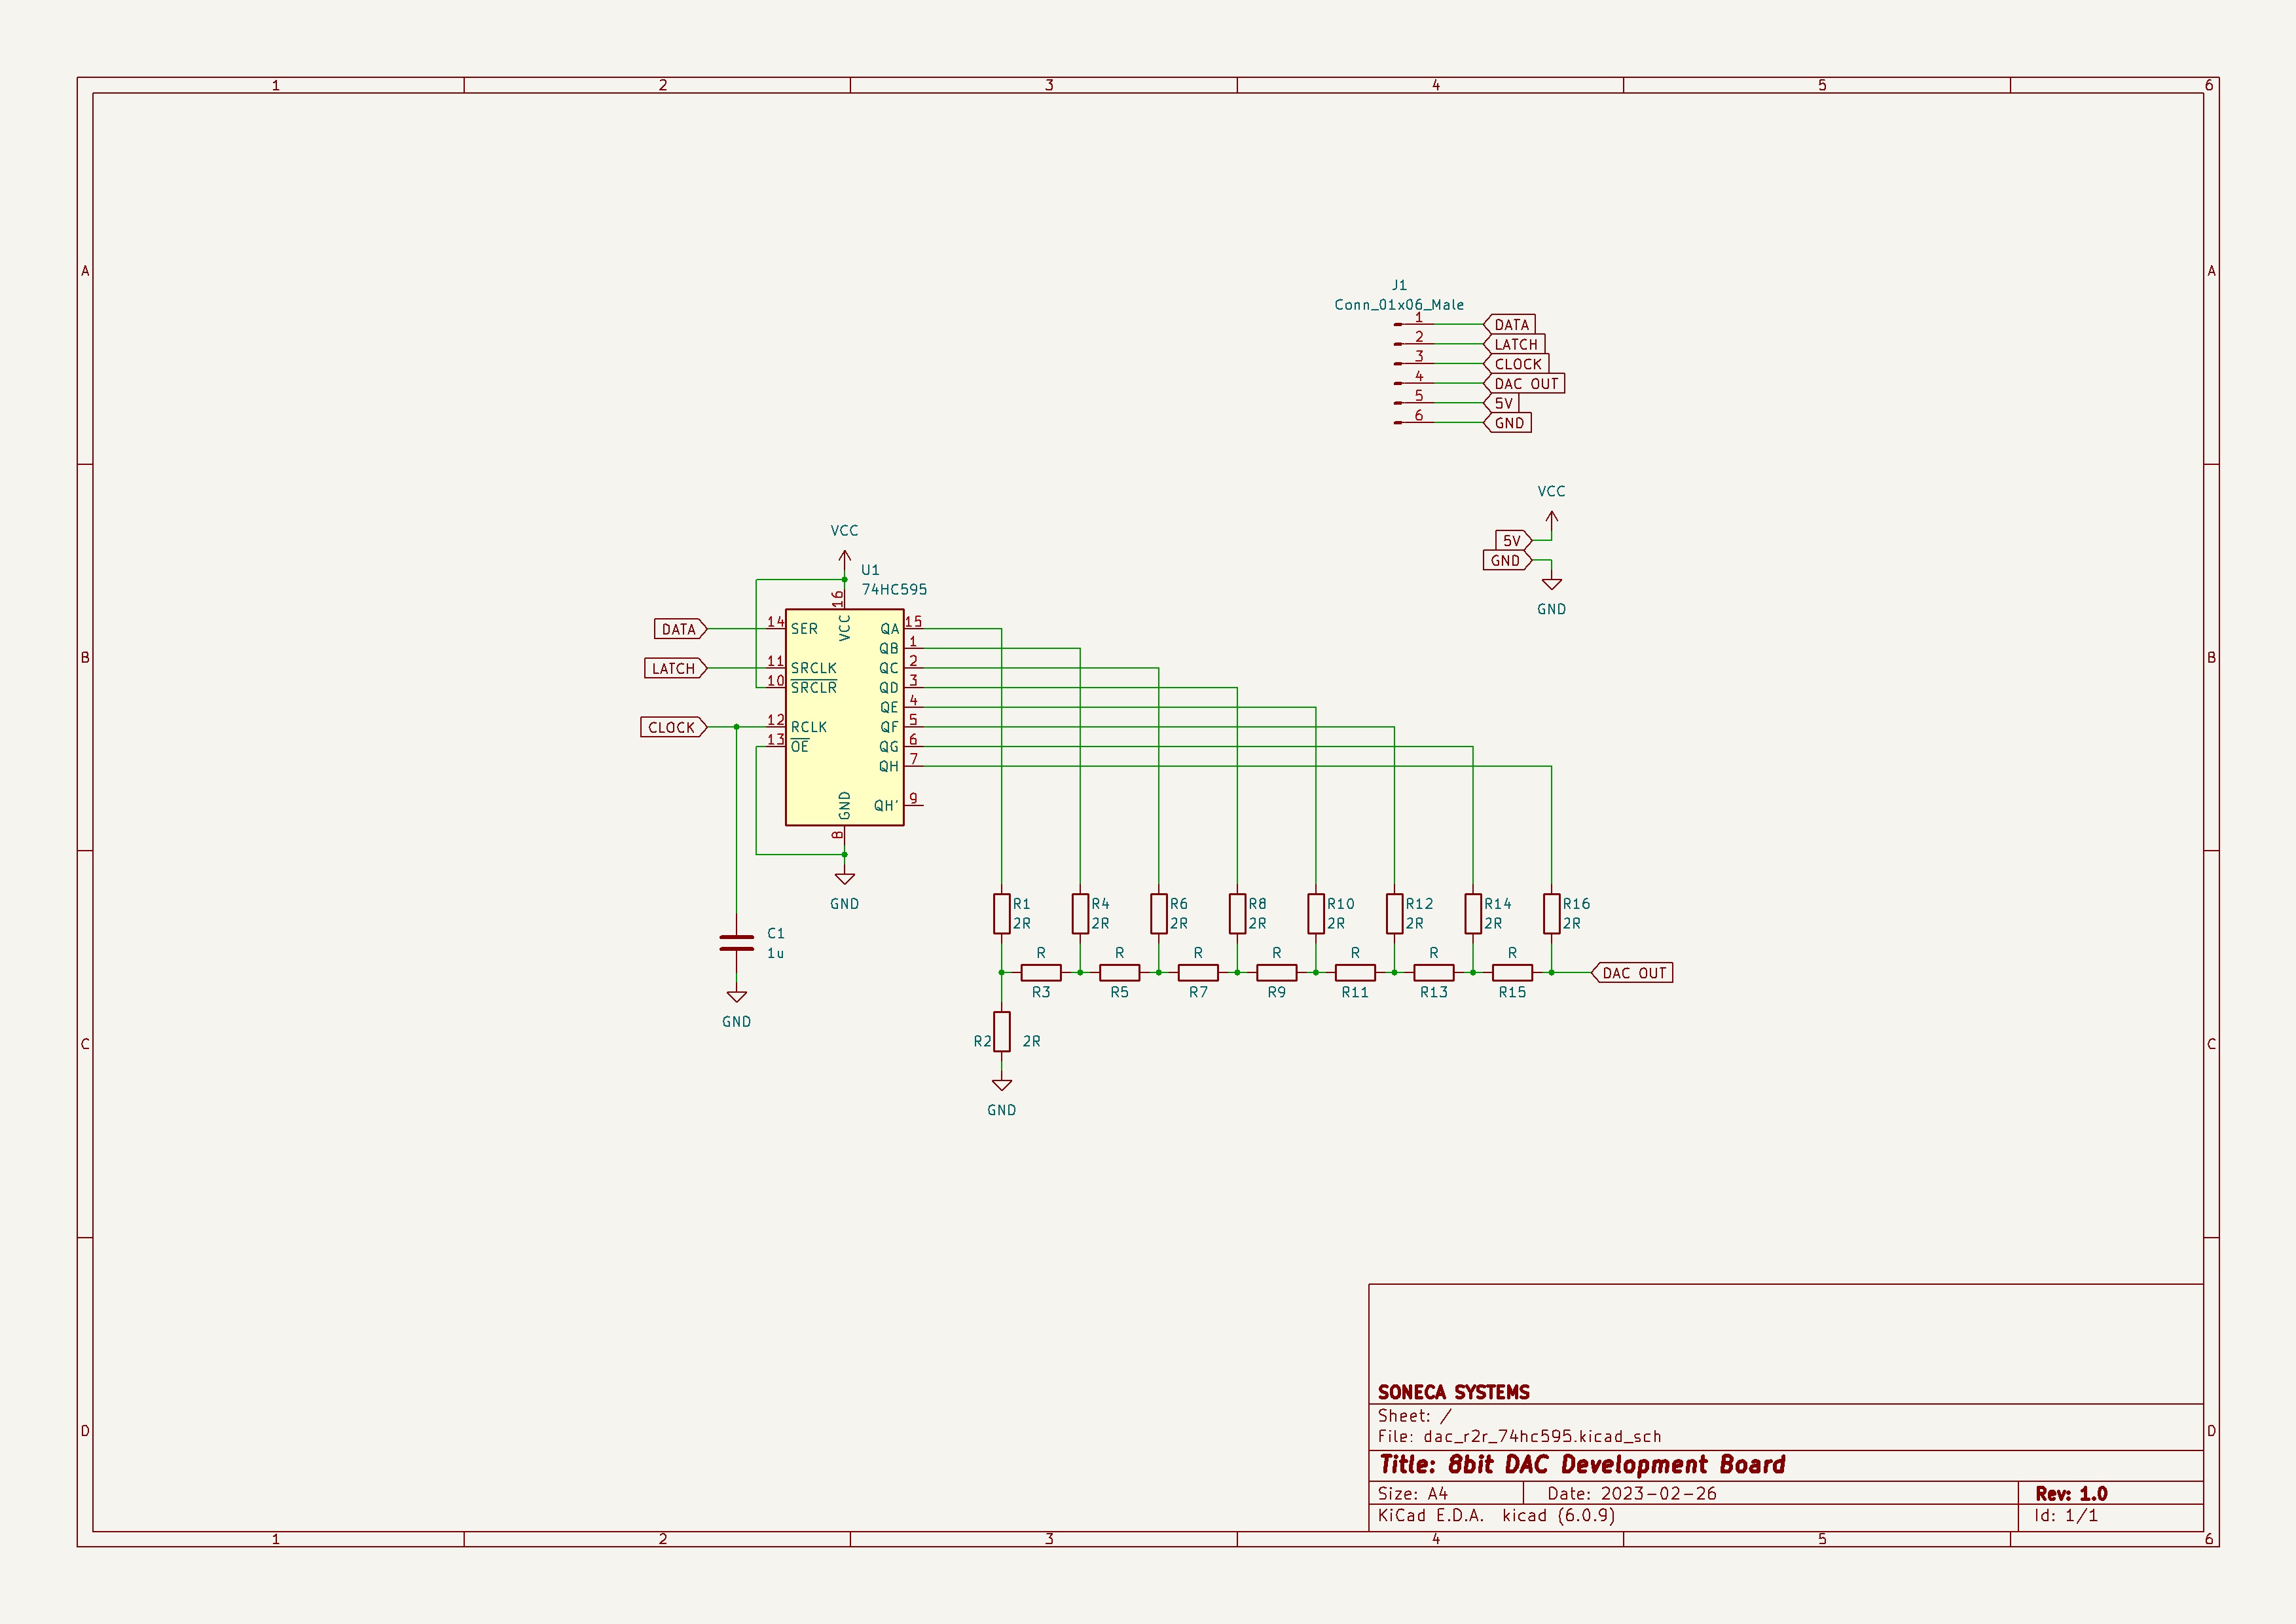 1 2 3 4 5 6
A A
J1
Conn_01x06_Male
1 DATA
2 LATCH
3 CLOCK
4 DAC OUT
5 5V
6 GND
VCC
5V
GND
GND
VCC
U1
74HC595
16
VCC
DATA 14 SER QA 15
QB 1
LATCH 11 SRCLK QC 2
10 SRCLR QD 3
QE 4
CLOCK 12 RCLK QF 5
13 OE QG 6
QH 7
QH' 9
GND
8
GND
B B
C1
1u
GND
R1 R4 R6 R8 R10 R12 R14 R16
2R 2R 2R 2R 2R 2R 2R 2R
R R R R R R R
DAC OUT
R3 R5 R7 R9 R11 R13 R15
R2 2R
GND
C C
SONECA SYSTEMS
Sheet: /
File: dac_r2r_74hc595.kicad_sch
Title: 8bit DAC Development Board
Size: A4 Date: 2023-02-26 Rev: 1.0
KiCad E.D.A. kicad (6.0.9) Id: 1/1
D D
1 2 3 4 5 6